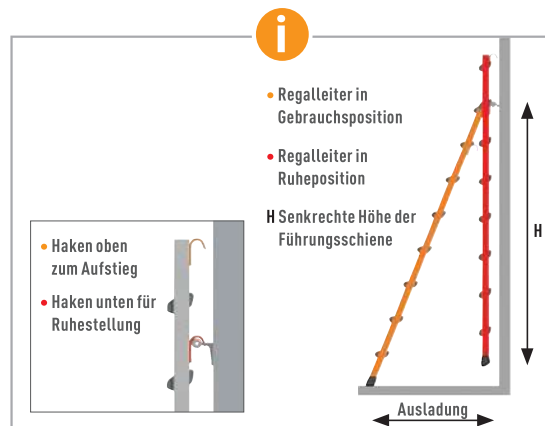 i
• Regalleiter in
Gebrauchsposition
• Regalleiter in
Ruheposition
H Senkrechte Höhe der
Führungsschiene
H
• Haken oben
zum Aufstieg
• Haken unten für
Ruhestellung
Ausladung